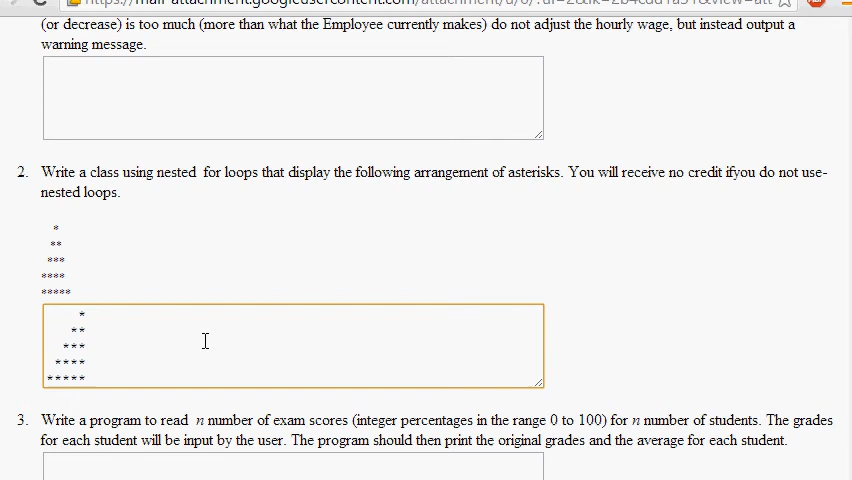 (or decrease) is too much (more than what the Employee currently makes) do not adjust the hourly wage, but instead output a
warning message.
2. Write a class using nested for loops that display the following arrangement of asterisks. You will receive no credit ifyou do not use-
nested loops.
*
**
***
****
*****
*
**
***
****
*****
3. Write a program to read n number of exam scores (integer percentages in the range 0 to 100) for n number of students. The grades
for each student will be input by the user. The program should then print the original grades and the average for each student.